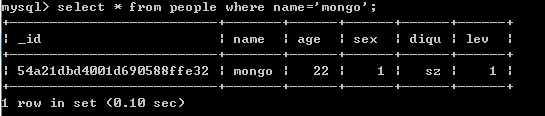 mysql> select * from people where name='mongo';
+--------------------------+-------+------+------+------+------+
| _id                      | name  | age  | sex  | diqu | lev  |
+--------------------------+-------+------+------+------+------+
| 54a21dbd4001d690588ffe32 | mongo |   22 |    1 |   sz |    1 |
+--------------------------+-------+------+------+------+------+
1 row in set (0.10 sec)